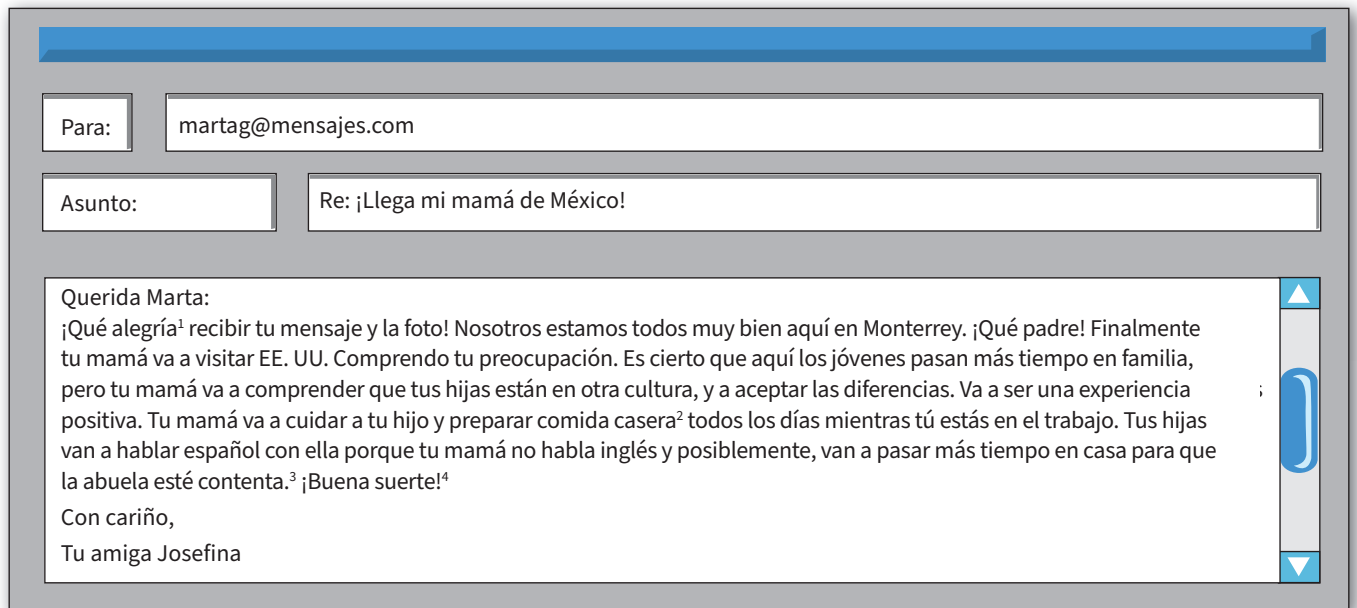 Para:
martag@mensajes.com
Asunto:
Re: ¡Llega mi mamá de México!
Querida Marta:
¡Qué alegría¹ recibir tu mensaje y la foto! Nosotros estamos todos muy bien aquí en Monterrey. ¡Qué padre! Finalmente
tu mamá va a visitar EE. UU. Comprendo tu preocupación. Es cierto que aquí los jóvenes pasan más tiempo en familia,
pero tu mamá va a comprender que tus hijas están en otra cultura, y a aceptar las diferencias. Va a ser una experiencia
positiva. Tu mamá va a cuidar a tu hijo y preparar comida casera² todos los días mientras tú estás en el trabajo. Tus hijas
van a hablar español con ella porque tu mamá no habla inglés y posiblemente, van a pasar más tiempo en casa para que
la abuela esté contenta.³ ¡Buena suerte!⁴
Con cariño,
Tu amiga Josefina